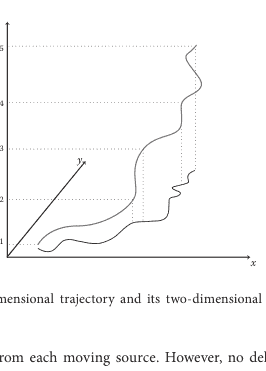 5
4
3
y
2
1
x
mensional trajectory and its two-dimensional
rom each moving source. However, no del